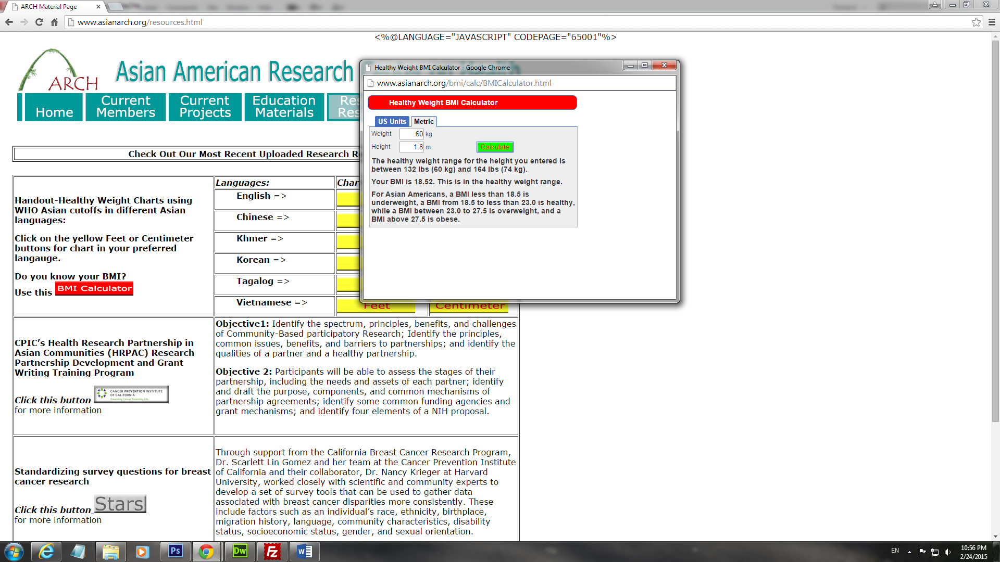 ARCH Material Page
www.asianarch.org/resources.html
<%@LANGUAGE="JAVASCRIPT" CODEPAGE="65001"%>
ARCH
Asian American Research
Home
Current Members
Current Projects
Education Materials
Check Out Our Most Recent Uploaded Research
Handout-Healthy Weight Charts using
WHO Asian cutoffs in different Asian
languages:
Click on the yellow Feet or Centimeter
buttons for chart in your preferred
langauge.
Do you know your BMI?
Use this BMI Calculator
Languages:
English =>
Chinese =>
Khmer =>
Korean =>
Tagalog =>
Vietnamese =>
Feet
Centimeter
Healthy Weight BMI Calculator - Google Chrome
www.asianarch.org/bmi/calc/BMICalculator.html
Healthy Weight BMI Calculator
US Units Metric
Weight 60 kg
Height 1.8 m
Calculate
The healthy weight range for the height you entered is
between 132 lbs (60 kg) and 164 lbs (74 kg).
Your BMI is 18.52. This is in the healthy weight range.
For Asian Americans, a BMI less than 18.5 is
underweight, a BMI from 18.5 to less than 23.0 is healthy,
while a BMI between 23.0 to 27.5 is overweight, and a
BMI above 27.5 is obese.
CPIC’s Health Research Partnership in
Asian Communities (HRPAC) Research
Partnership Development and Grant
Writing Training Program
Click this button
CANCER PREVENTION INSTITUTE
OF CALIFORNIA
Preventing Cancer. Promoting Life.
for more information
Objective1: Identify the spectrum, principles, benefits, and challenges
of Community-Based participatory Research; Identify the principles,
common issues, benefits, and barriers to partnerships; and identify the
qualities of a partner and a healthy partnership.
Objective 2: Participants will be able to assess the stages of their
partnership, including the needs and assets of each partner; identify
and draft the purpose, components, and common mechanisms of
partnership agreements; identify some common funding agencies and
grant mechanisms; and identify four elements of a NIH proposal.
Standardizing survey questions for breast
cancer research
Click this button Stars
for more information
Through support from the California Breast Cancer Research Program,
Dr. Scarlett Lin Gomez and her team at the Cancer Prevention Institute
of California and their collaborator, Dr. Nancy Krieger at Harvard
University, worked closely with scientific and community experts to
develop a set of survey tools that can be used to gather data
associated with breast cancer disparities more consistently. These
include factors such as an individual’s race, ethnicity, birthplace,
migration history, language, community characteristics, disability
status, socioeconomic status, gender, and sexual orientation.
Ps
Dw
Fz
W
EN
10:56 PM
2/24/2015